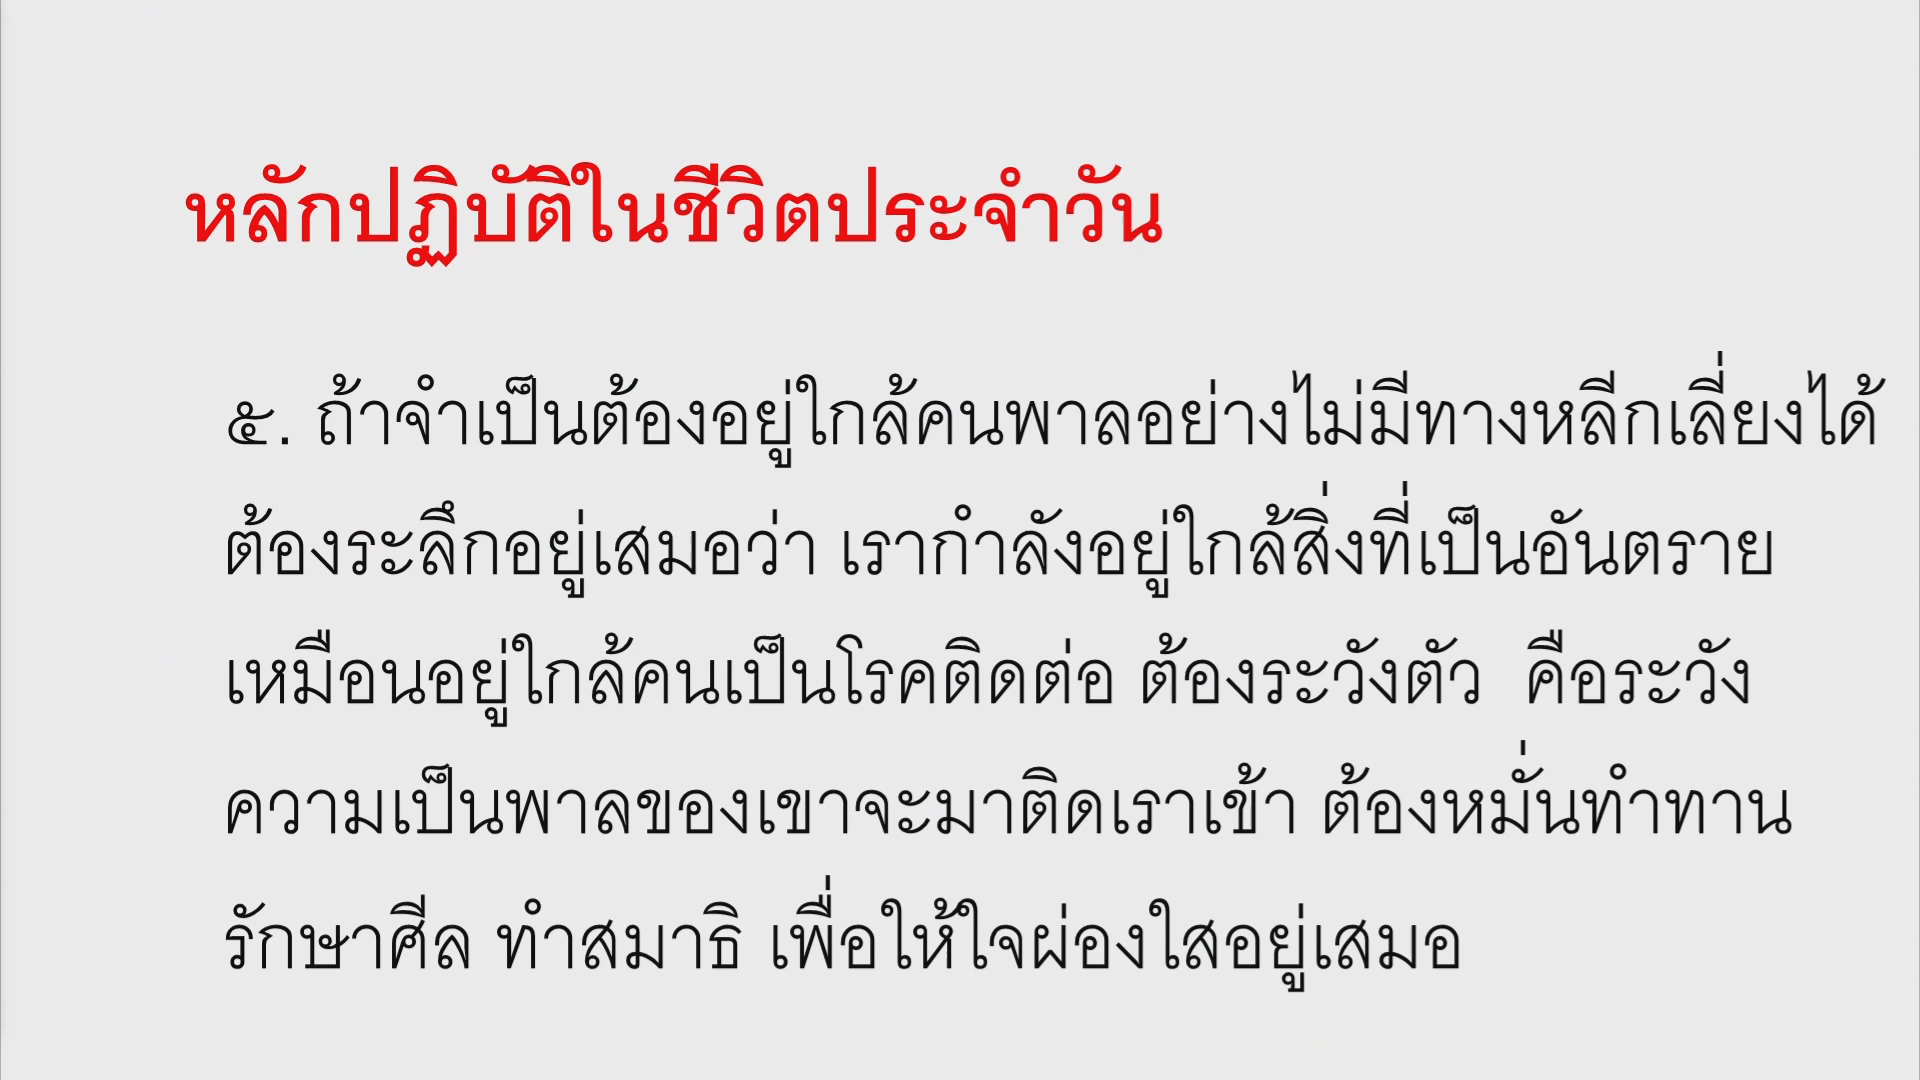 หลักปฏิบัติในชีวิตประจำวัน
๕. ถ้าจำเป็นต้องอยู่ใกล้คนพาลอย่างไม่มีทางหลีกเลี่ยงได้
ต้องระลึกอยู่เสมอว่า เรากำลังอยู่ใกล้สิ่งที่เป็นอันตราย
เหมือนอยู่ใกล้คนเป็นโรคติดต่อ ต้องระวังตัว  คือระวัง
ความเป็นพาลของเขาจะมาติดเราเข้า ต้องหมั่นทำทาน
รักษาศีล ทำสมาธิ เพื่อให้ใจผ่องใสอยู่เสมอ